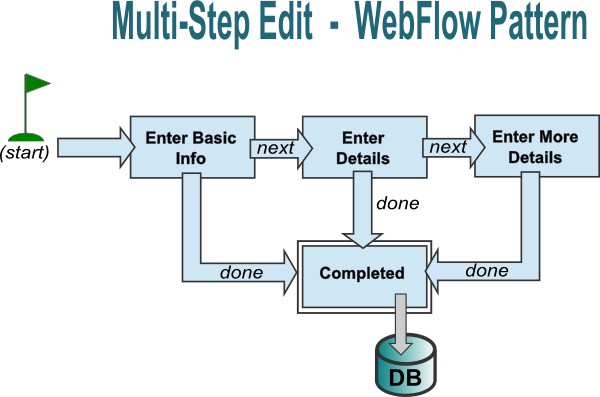 Multi-Step Edit - WebFlow Pattern
(start)
Enter Basic
Info
next
Enter
Details
next
Enter More
Details
done
done
done
Completed
DB